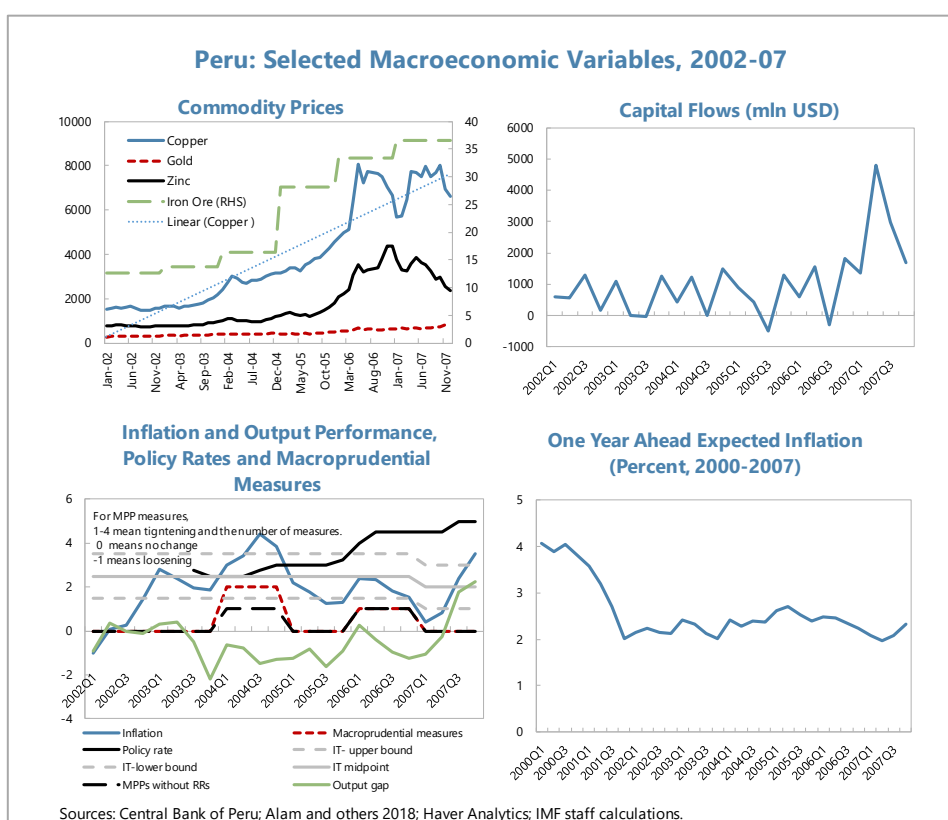 Peru: Selected Macroeconomic Variables, 2002-07
Commodity Prices
10000
8000
6000
4000
2000
0
40
35
30
25
20
15
10
5
0
Copper
Gold
Zinc
Iron Ore (RHS)
Linear (Copper )
Jan-02
Jun-02
Nov-02
Apr-03
Sep-03
Feb-04
Jul-04
Dec-04
May-05
Oct-05
Mar-06
Aug-06
Jan-07
Jun-07
Nov-07
Capital Flows (mln USD)
6000
5000
4000
3000
2000
1000
0
-1000
2002Q1
2002Q3
2003Q1
2003Q3
2004Q1
2004Q3
2005Q1
2005Q3
2006Q1
2006Q3
2007Q1
2007Q3
Inflation and Output Performance,
Policy Rates and Macroprudential
Measures
6
4
2
0
-2
-4
For MPP measures,
1-4 mean tigntening and the number of measures.
0 means no change
-1 means loosening
2002Q1
2002Q3
2003Q1
2003Q3
2004Q1
2004Q3
2005Q1
2005Q3
2006Q1
2006Q3
2007Q1
2007Q3
Inflation
Macroprudential measures
Policy rate
IT- upper bound
IT-lower bound
IT midpoint
MPPs without RRs
Output gap
One Year Ahead Expected Inflation
(Percent, 2000-2007)
5
4
3
2
1
0
2000Q1
2000Q3
2001Q1
2001Q3
2002Q1
2002Q3
2003Q1
2003Q3
2004Q1
2004Q3
2005Q1
2005Q3
2006Q1
2006Q3
2007Q1
2007Q3
Sources: Central Bank of Peru; Alam and others 2018; Haver Analytics; IMF staff calculations.